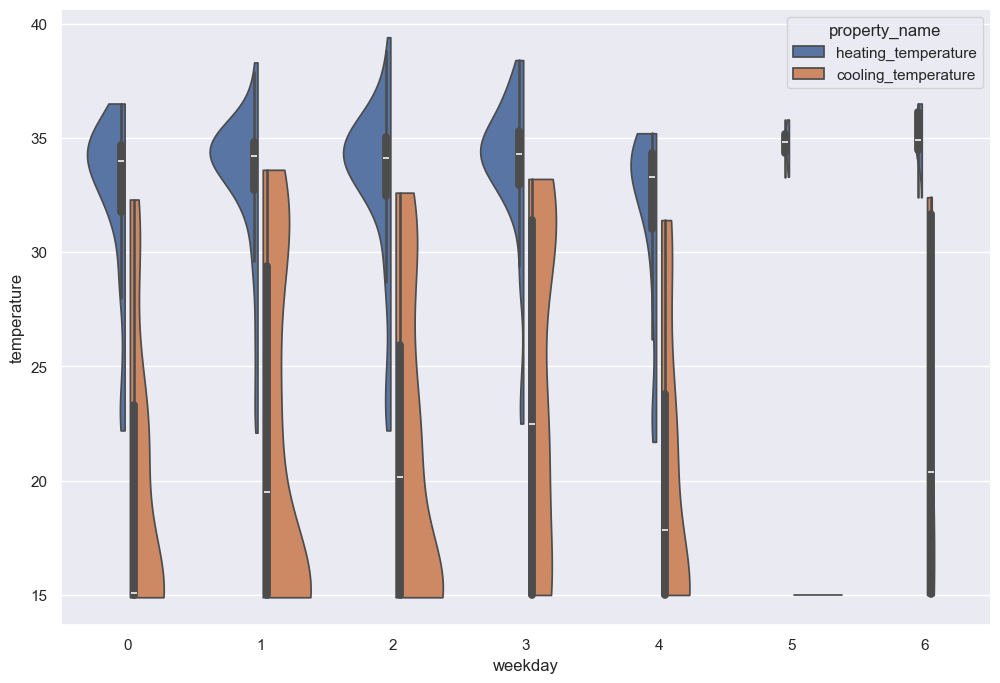 40
35
30
25
20
15
temperature
property_name
heating_temperature
cooling_temperature
0 1 2 3 4 5 6
weekday